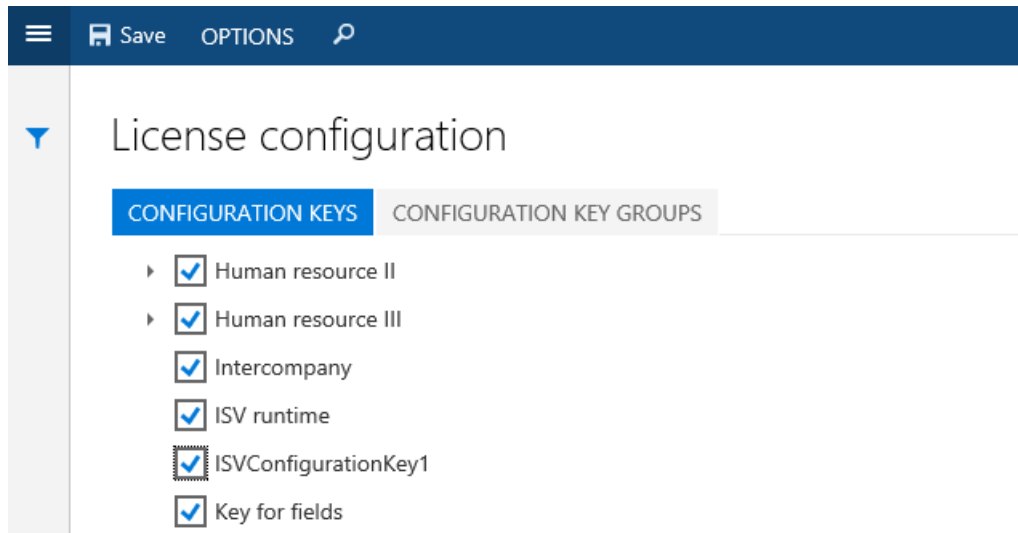 Save OPTIONS
License configuration
CONFIGURATION KEYS CONFIGURATION KEY GROUPS
Human resource II
Human resource III
Intercompany
ISV runtime
ISVConfigurationKey1
Key for fields